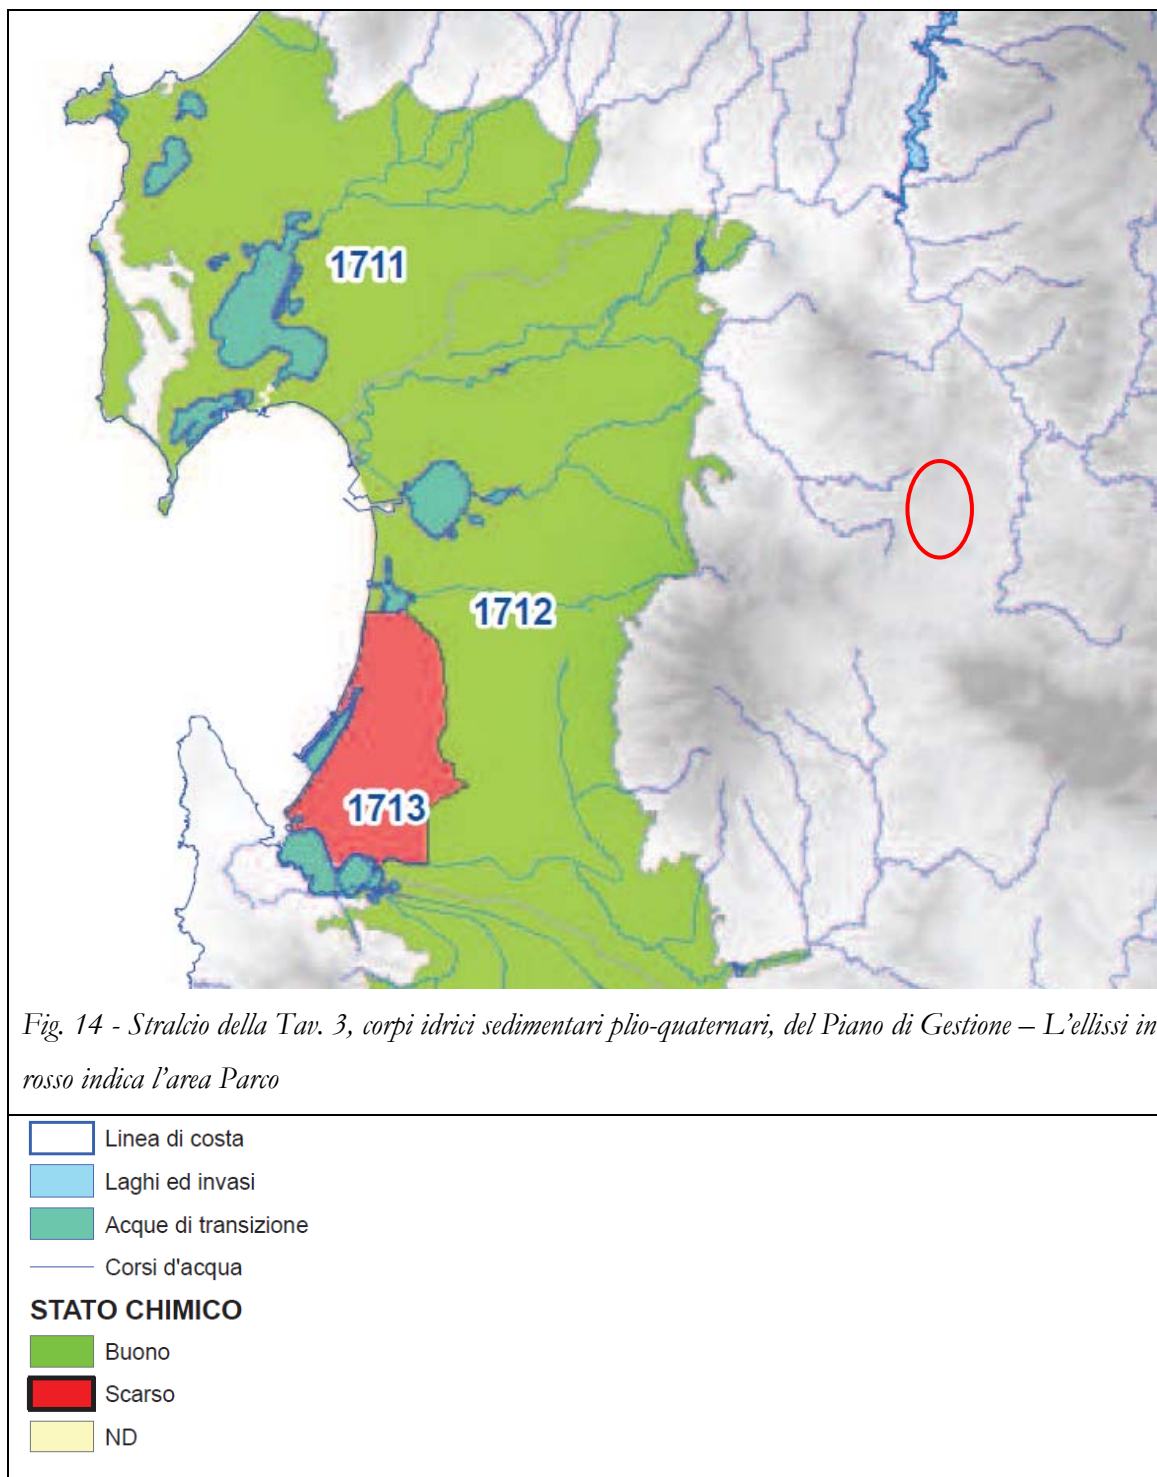 1711
1712
1713
Fig. 14 - Stralcio della Tav. 3, corpi idrici sedimentari plio-quaternari, del Piano di Gestione – L'ellissi in
rosso indica l'area Parco
Linea di costa
Laghi ed invasi
Acque di transizione
Corsi d'acqua
STATO CHIMICO
Buono
Scarso
ND